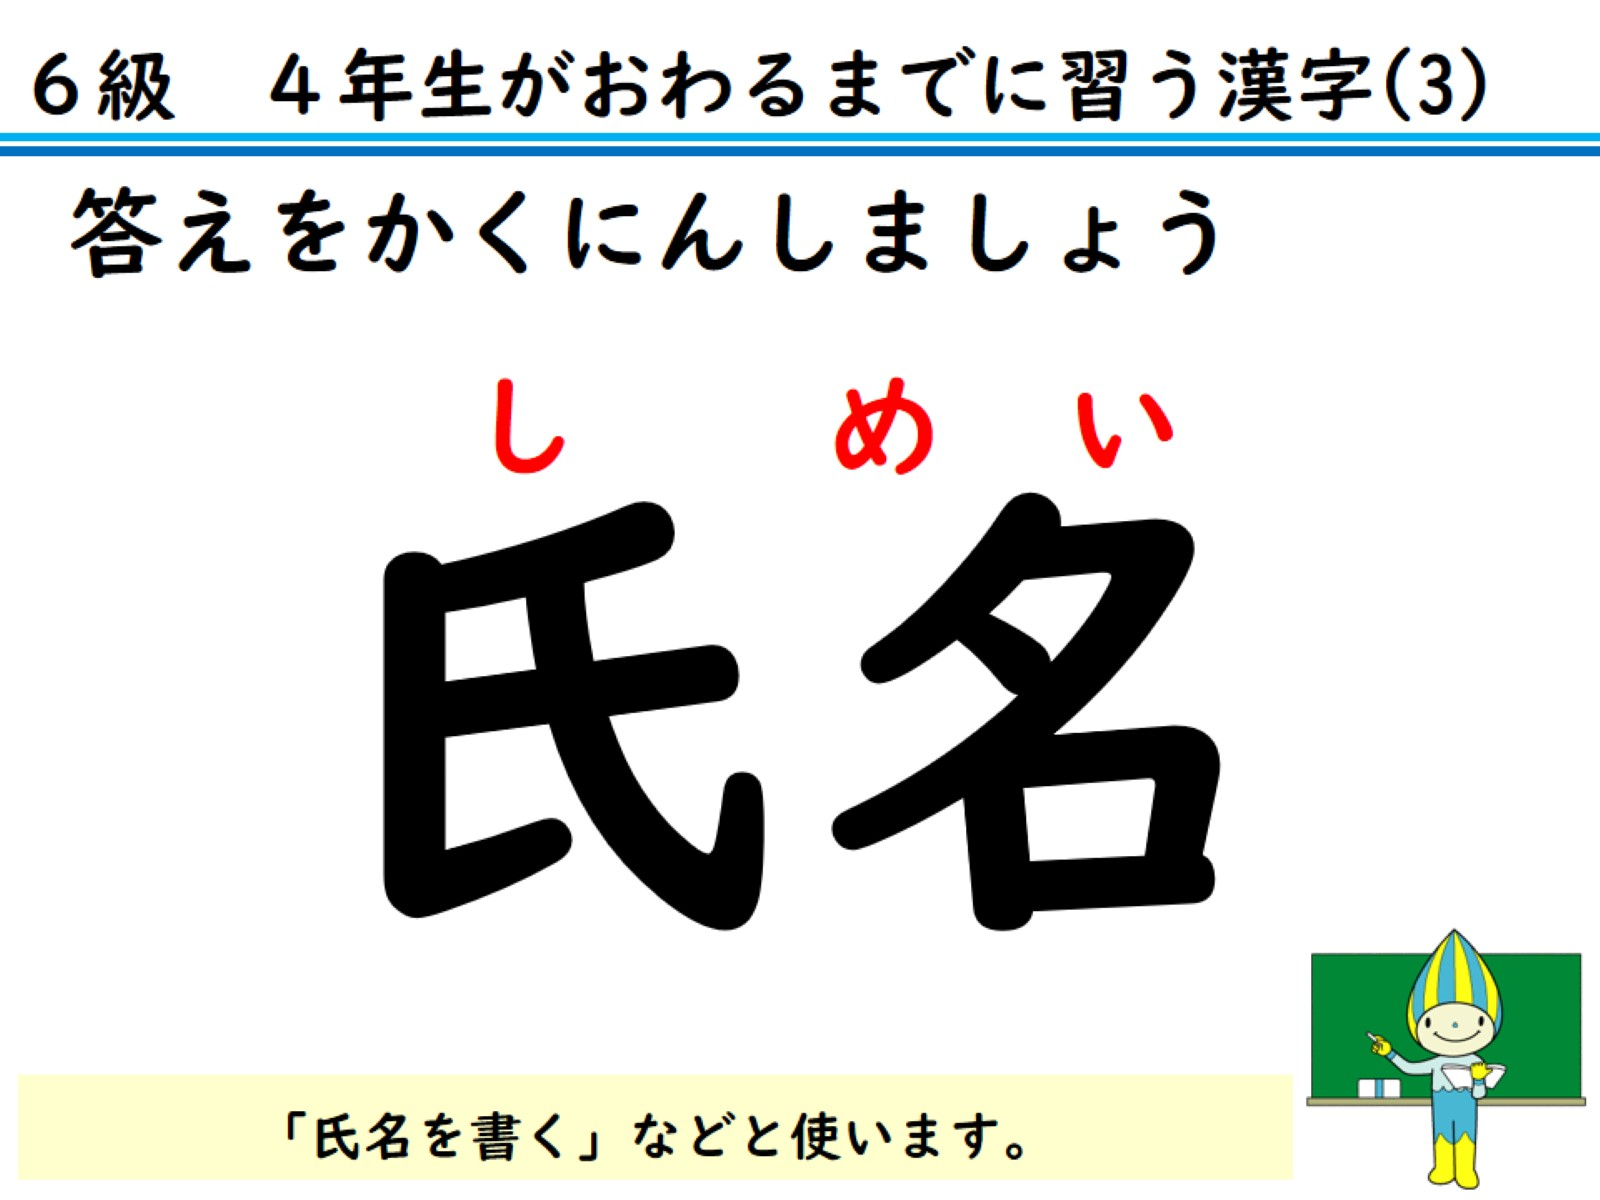 ６級　４年生がおわるまでに習う漢字(3)
答えをかくにんしましょう
しめい
氏名
「氏名を書く」などと使います。